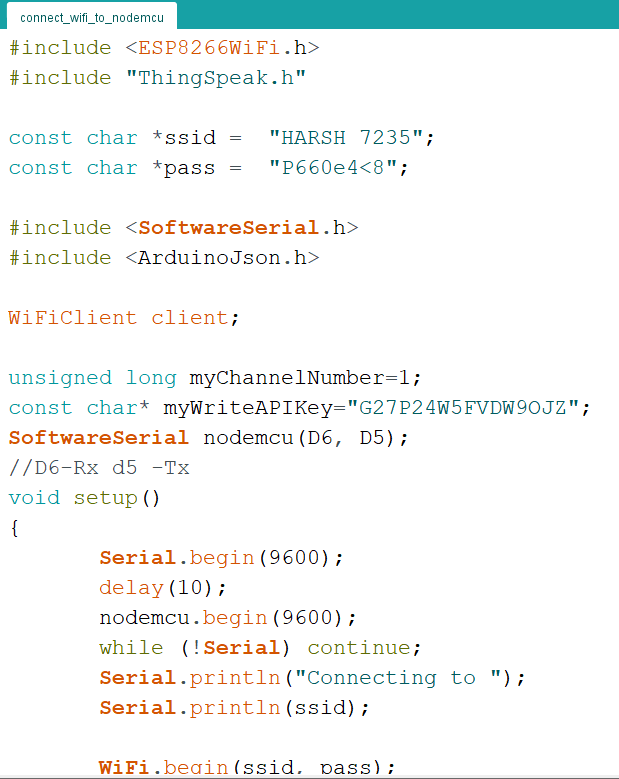 connect_wifi_to_nodemcu
#include <ESP8266WiFi.h>
#include "ThingSpeak.h"
const char *ssid =  "HARSH 7235";
const char *pass =  "P660e4<8";
#include <SoftwareSerial.h>
#include <ArduinoJson.h>
WiFiClient client;
unsigned long myChannelNumber=1;
const char* myWriteAPIKey="G27P24W5FVDW9OJZ";
SoftwareSerial nodemcu(D6, D5);
//D6-Rx d5 -Tx
void setup()
{
Serial.begin(9600);
delay(10);
nodemcu.begin(9600);
while (!Serial) continue;
Serial.println("Connecting to ");
Serial.println(ssid);
WiFi.begin(ssid, pass);